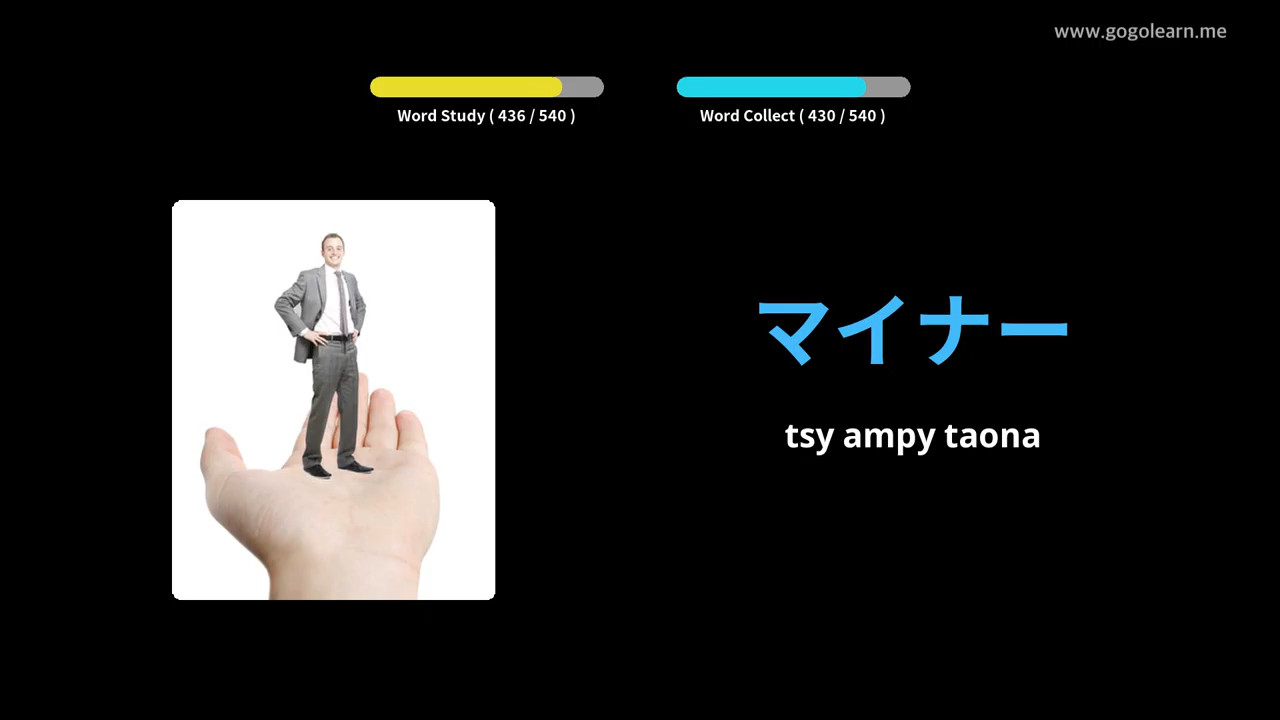 www.gogolearn.me
Word Study ( 436 / 540 )
Word Collect ( 430 / 540 )
マイナー
tsy ampy taona